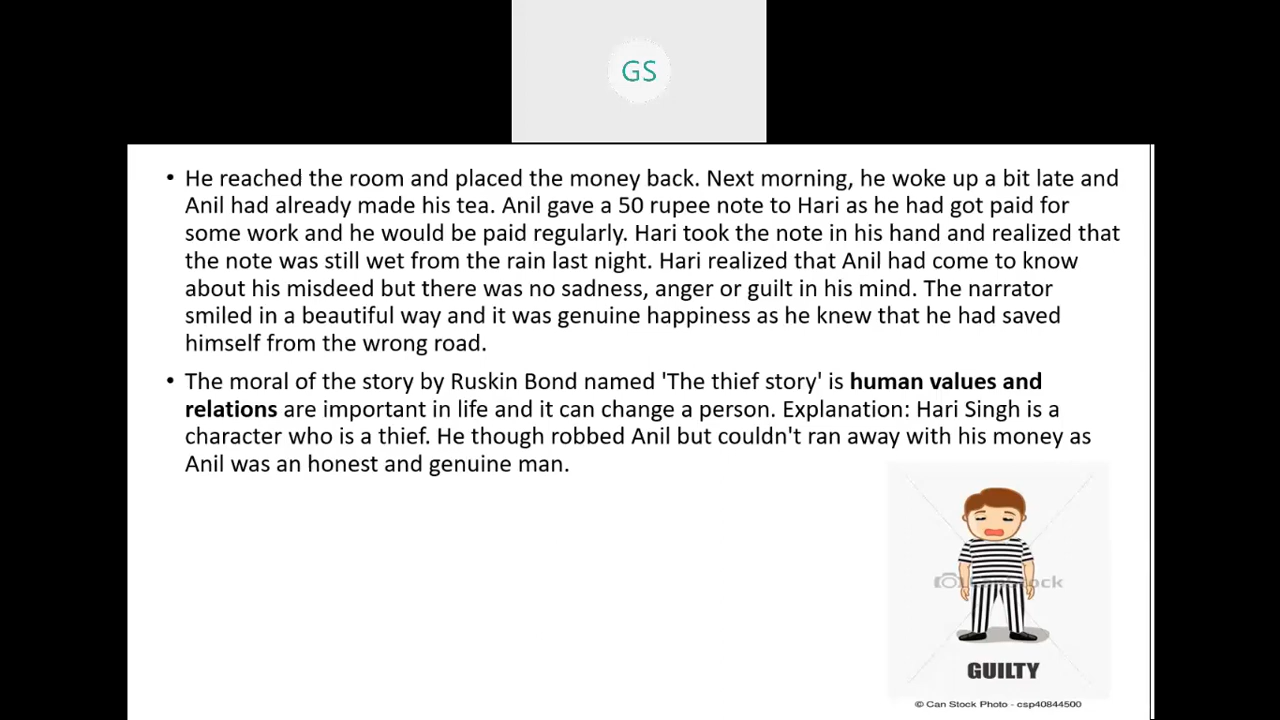 GS
• He reached the room and placed the money back. Next morning, he woke up a bit late and
Anil had already made his tea. Anil gave a 50 rupee note to Hari as he had got paid for
some work and he would be paid regularly. Hari took the note in his hand and realized that
the note was still wet from the rain last night. Hari realized that Anil had come to know
about his misdeed but there was no sadness, anger or guilt in his mind. The narrator
smiled in a beautiful way and it was genuine happiness as he knew that he had saved
himself from the wrong road.
• The moral of the story by Ruskin Bond named 'The thief story' is human values and
relations are important in life and it can change a person. Explanation: Hari Singh is a
character who is a thief. He though robbed Anil but couldn't ran away with his money as
Anil was an honest and genuine man.
GUILTY
© Can Stock Photo - csp40844500